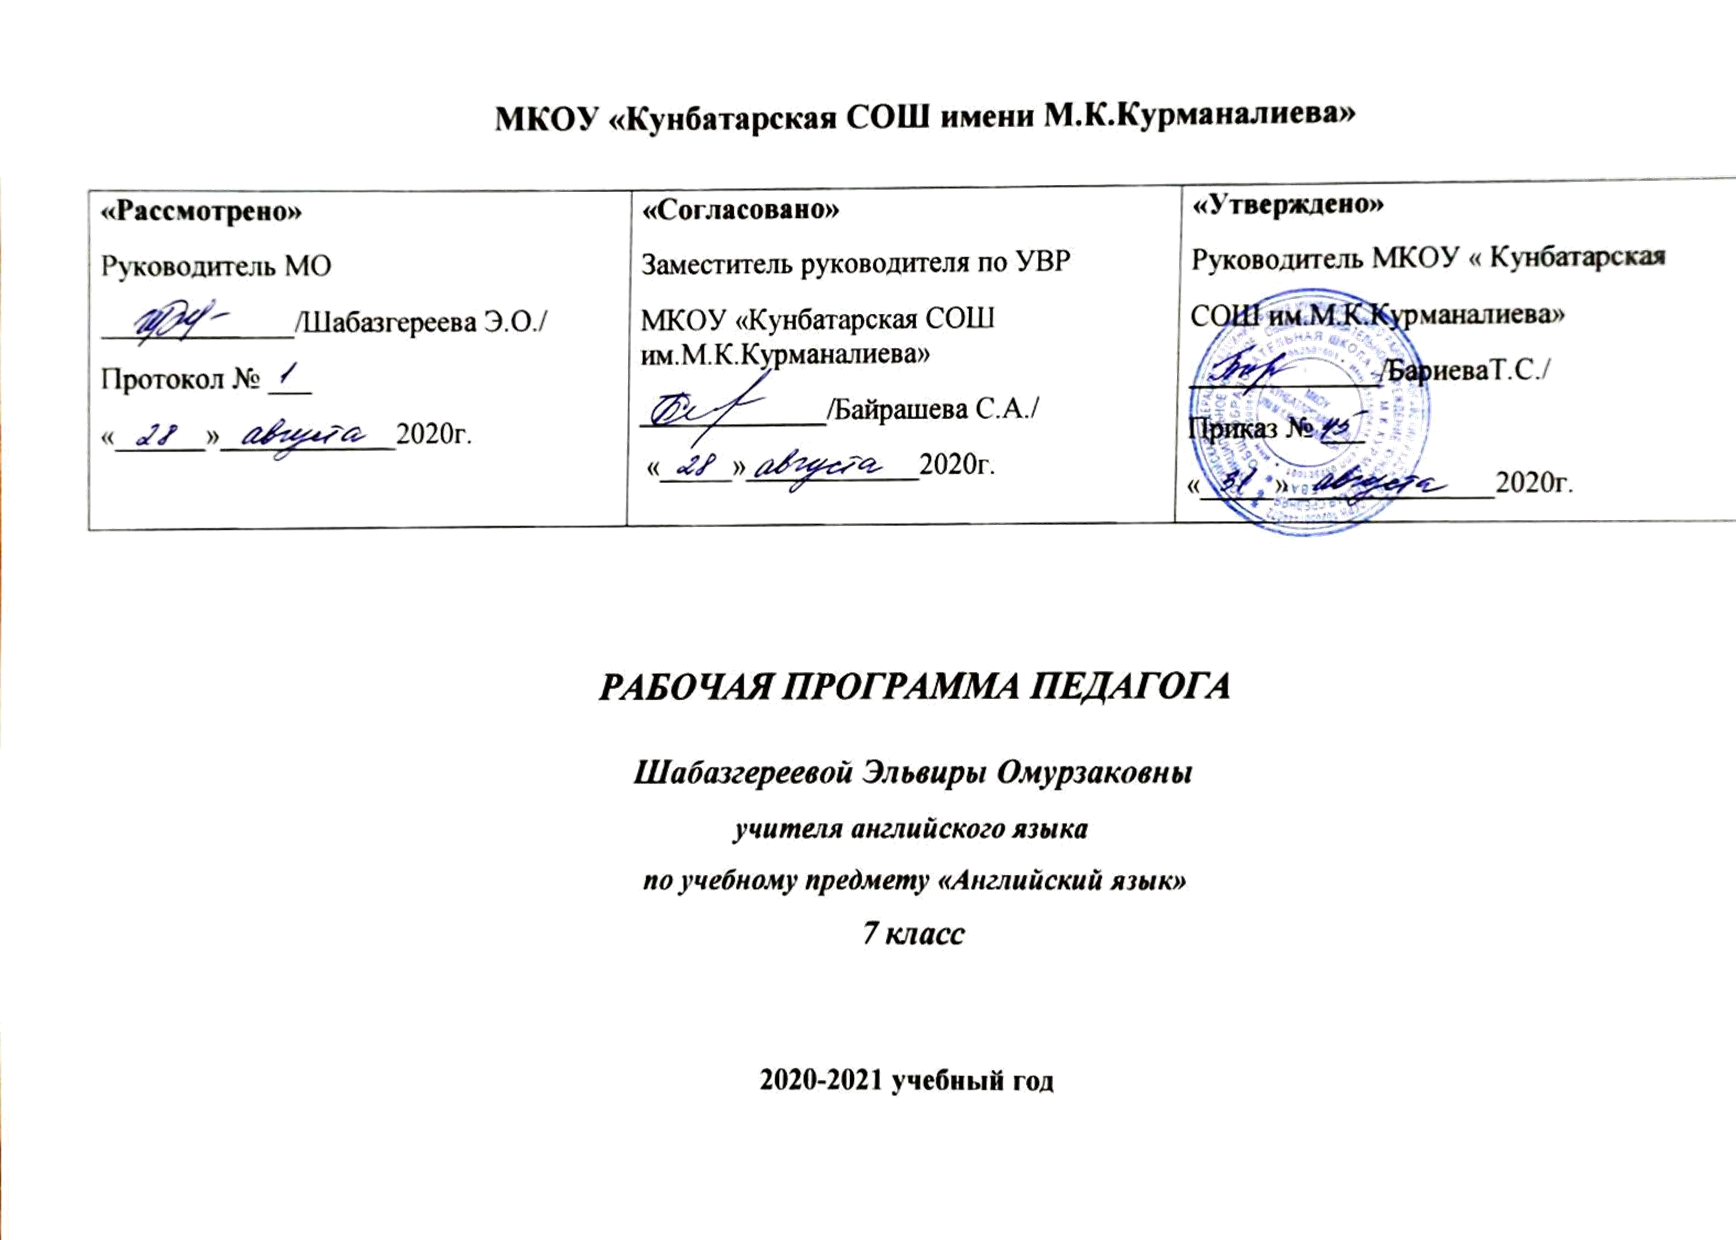 МКОУ «Кунбатарская СОШ имени М.К.Курманалиева»
«Рассмотрено»
Руководитель МО
/Шабазгереева Э.О./
Протокол № 1
«28» августа 2020г.
«Согласовано»
Заместитель руководителя по УВР
МКОУ «Кунбатарская СОШ
им.М.К.Курманалиева»
/Байрашева С.А./
«28» августа 2020г.
«Утверждено»
Руководитель МКОУ « Кунбатарская
СОШ им.М.К.Курманалиева»
/БариеваТ.С./
Приказ №
«31» августа 2020г.
РАБОЧАЯ ПРОГРАММА ПЕДАГОГА
Шабазгереевой Эльвиры Омурзаковны
учителя английского языка
по учебному предмету «Английский язык»
7 класс
2020-2021 учебный год